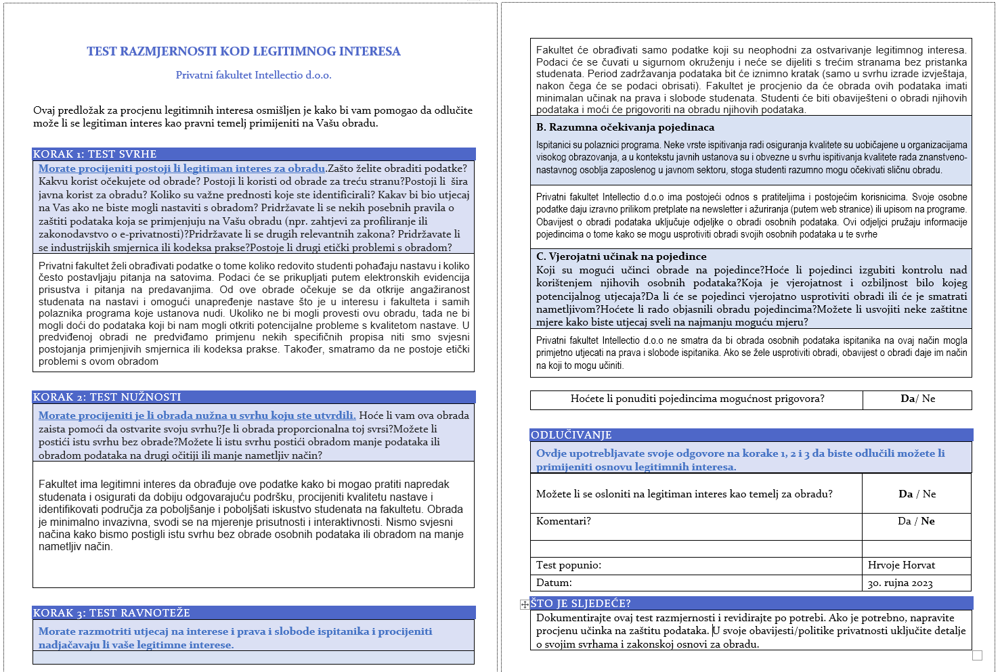 TEST RAZMJERNOSTI KOD LEGITIMNOG INTERESA
Privatni fakultet Intellectio d.o.o.
Ovaj predložak za procjenu legitimnih interesa osmišljen je kako bi vam pomogao da odlučite
može li se legitiman interes kao pravni temelj primijeniti na Vašu obradu.
KORAK 1: TEST SVRHE
Morate procijeniti postoji li legitiman interes za obradu.Zašto želite obraditi podatke?
Kakvu korist očekujete od obrade? Postoji li koristi od obrade za treću stranu?Postoji li  šira
javna korist za obradu? Koliko su važne prednosti koje ste identificirali? Kakav bi bio utjecaj
na Vas ako ne biste mogli nastaviti s obradom? Pridržavate li se nekih posebnih pravila o
zaštiti podataka koja se primjenjuju na Vašu obradu (npr. zahtjevi za profiliranje ili
zakonodavstvo o e-privatnosti)?Pridržavate li se drugih relevantnih zakona? Pridržavate li
se industrijskih smjernica ili kodeksa prakse?Postoje li drugi etički problemi s obradom?
Privatni fakultet želi obrađivati podatke o tome koliko redovito studenti pohađaju nastavu i koliko
često postavljaju pitanja na satovima. Podaci će se prikupljati putem elektronskih evidencija
prisustva i pitanja na predavanjima. Od ove obrade očekuje se da otkrije angažiranost
studenata na nastavi i omogući unapređenje nastave što je u interesu i fakulteta i samih
polaznika programa koje ustanova nudi. Ukoliko ne bi mogli provesti ovu obradu, tada ne bi
mogli doći do podataka koji bi nam mogli otkriti potencijalne probleme s kvalitetom nastave. U
predviđenoj obradi ne predviđamo primjenu nekih specifičnih propisa niti smo svjesni
postojanja primjenjivih smjernica ili kodeksa prakse. Također, smatramo da ne postoje etički
problemi s ovom obradom
KORAK 2: TEST NUŽNOSTI
Morate procijeniti je li obrada nužna u svrhu koju ste utvrdili. Hoće li vam ova obrada
zaista pomoći da ostvarite svoju svrhu?Je li obrada proporcionalna toj svrsi?Možete li
postići istu svrhu bez obrade?Možete li istu svrhu postići obradom manje podataka ili
obradom podataka na drugi očitiji ili manje nametljiv način?
Fakultet ima legitimni interes da obrađuje ove podatke kako bi mogao pratiti napredak
studenata i osigurati da dobiju odgovarajuću podršku, procijeniti kvalitetu nastave i
identifikovati područja za poboljšanje i poboljšati iskustvo studenata na fakultetu. Obrada
je minimalno invazivna, svodi se na mjerenje prisutnosti i interaktivnosti. Nismo svjesni
načina kako bismo postigli istu svrhu bez obrade osobnih podataka ili obradom na manje
nametljiv način.
KORAK 3: TEST RAVNOTEŽE
Morate razmotriti utjecaj na interese i prava i slobode ispitanika i procijeniti
nadjačavaju li vaše legitimne interese.
Fakultet će obrađivati samo podatke koji su neophodni za ostvarivanje legitimnog interesa.
Podaci će se čuvati u sigurnom okruženju i neće se dijeliti s trećim stranama bez pristanka
studenata. Period zadržavanja podataka bit će iznimno kratak (samo u svrhu izrade izvještaja,
nakon čega će se podaci obrisati). Fakultet je procjenio da će obrada ovih podataka imati
minimalan učinak na prava i slobode studenata. Studenti će biti obaviješteni o obradi njihovih
podataka i moći će prigovoriti na obradu njihovih podataka.
B. Razumna očekivanja pojedinaca
Ispitanici su polaznici programa. Neke vrste ispitivanja radi osiguranja kvalitete su uobičajene u organizacijama
visokog obrazovanja, a u kontekstu javnih ustanova su i obvezne u svrhu ispitivanja kvalitete rada znanstveno-
nastavnog osoblja zaposlenog u javnom sektoru, stoga studenti razumno mogu očekivati sličnu obradu.
Privatni fakultet Intellectio d.o.o ima postojeći odnos s pratiteljima i postojećim korisnicima. Svoje osobne
podatke daju izravno prilikom pretplate na newsletter i ažuriranja (putem web stranice) ili upisom na programe.
Obavijest o obradi podataka uključuje odjeljke o obradi osobnih podataka. Ovi odjeljci pružaju informacije
pojedincima o tome kako se mogu usprotiviti obradi svojih osobnih podataka u te svrhe
C. Vjerojatni učinak na pojedince
Koji su mogući učinci obrade na pojedince?Hoće li pojedinci izgubiti kontrolu nad
korištenjem njihovih osobnih podataka?Koja je vjerojatnost i ozbiljnost bilo kojeg
potencijalnog utjecaja?Da li će se pojedinci vjerojatno usprotiviti obradi ili će je smatrati
nametljivom?Hoćete li rado objasnili obradu pojedincima?Možete li usvojiti neke zaštitne
mjere kako biste utjecaj sveli na najmanju moguću mjeru?
Privatni fakultet Intellectio d.o.o ne smatra da bi obrada osobnih podataka ispitanika na ovaj način mogla
primjetno utjecati na prava i slobode ispitanika. Ako se žele usprotiviti obradi, obavijest o obradi daje im način
na koji to mogu učiniti.
Hoćete li ponuditi pojedincima mogućnost prigovora? Da/ Ne
ODLUČIVANJE
Ovdje upotrebljavate svoje odgovore na korake 1, 2 i 3 da biste odlučili možete li
primijeniti osnovu legitimnih interesa.
Možete li se osloniti na legitiman interes kao temelj za obradu? Da / Ne
Komentari? Da / Ne
Test popunio: Hrvoje Horvat
Datum: 30. rujna 2023
ŠTO JE SLJEDEĆE?
Dokumentirajte ovaj test razmjernosti i revidirajte po potrebi. Ako je potrebno, napravite
procjenu učinka na zaštitu podataka. U svoje obavijesti/politike privatnosti uključite detalje
o svojim svrhama i zakonskoj osnovi za obradu.